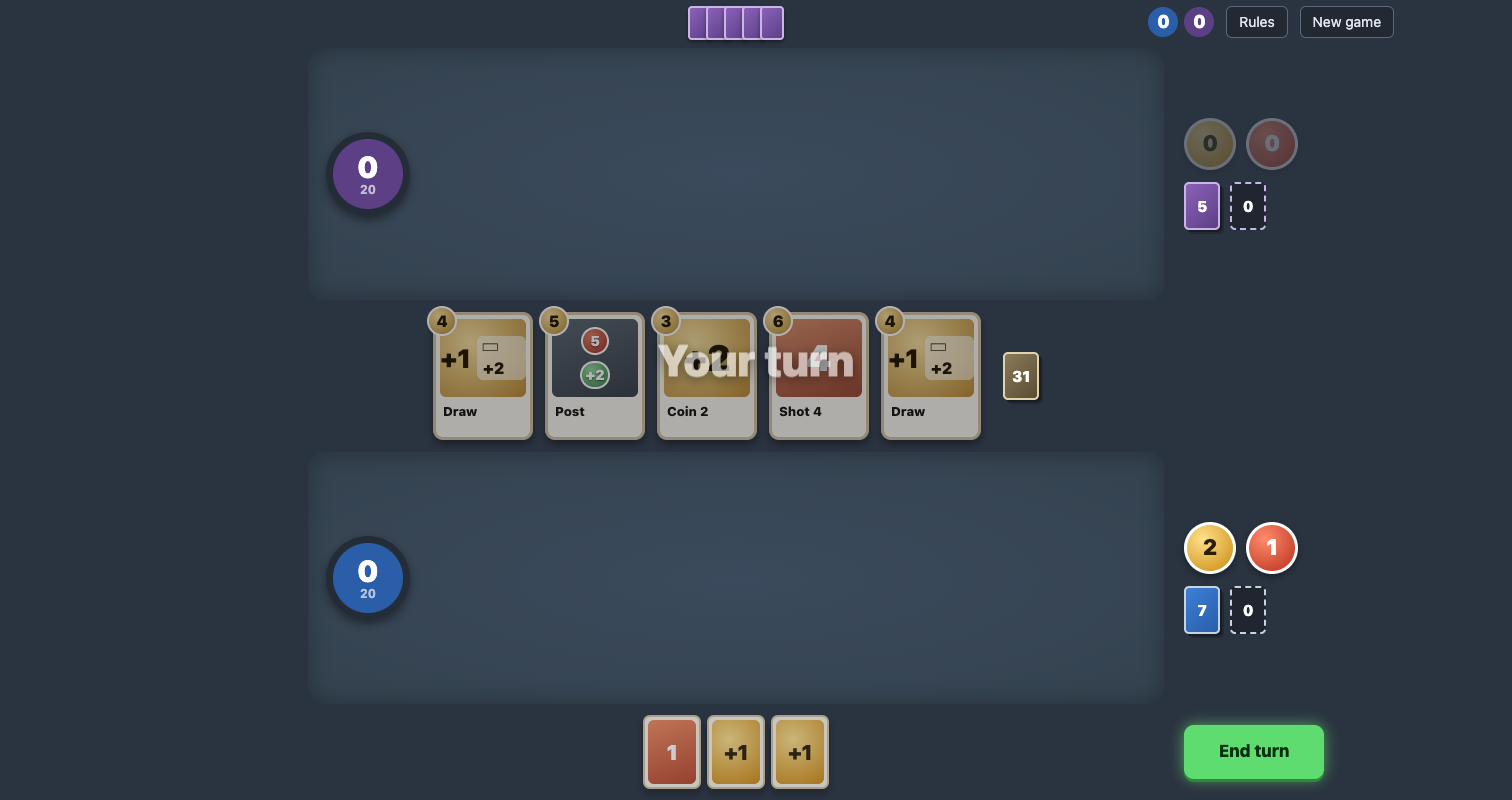 0 0 Rules New game
0
20
0 0
5 0
4 +1 +2 Draw
5 5 +2 Post
3 +2 Coin 2
6 4 Shot 4
4 +1 +2 Draw
31
Your turn
0
20
2 1
7 0
1 +1 +1
End turn